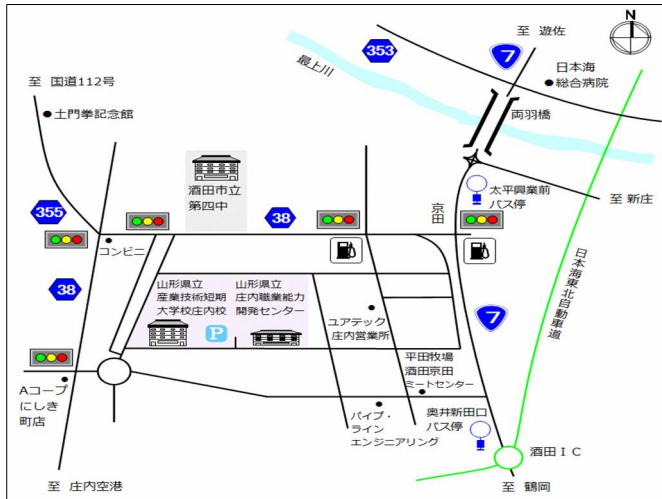 N
353
至 遊佐
7
最上川
日本海
総合病院
至 国道112号
土門拳記念館
両羽橋
酒田市立
第四中
太平興業前
バス停
至 新庄
355
38
京田
コンビニ
日本海東北自動車道
38
山形県立
産業技術短期
大学校庄内校
山形県立
庄内職業能力
開発センター
P
ユアテック
庄内営業所
7
平田牧場
酒田京田
ミートセンター
Aコープ
にしき
町店
パイプ・
ライン
エンジニアリング
奥井新田口
バス停
酒田IC
至 庄内空港
至 鶴岡